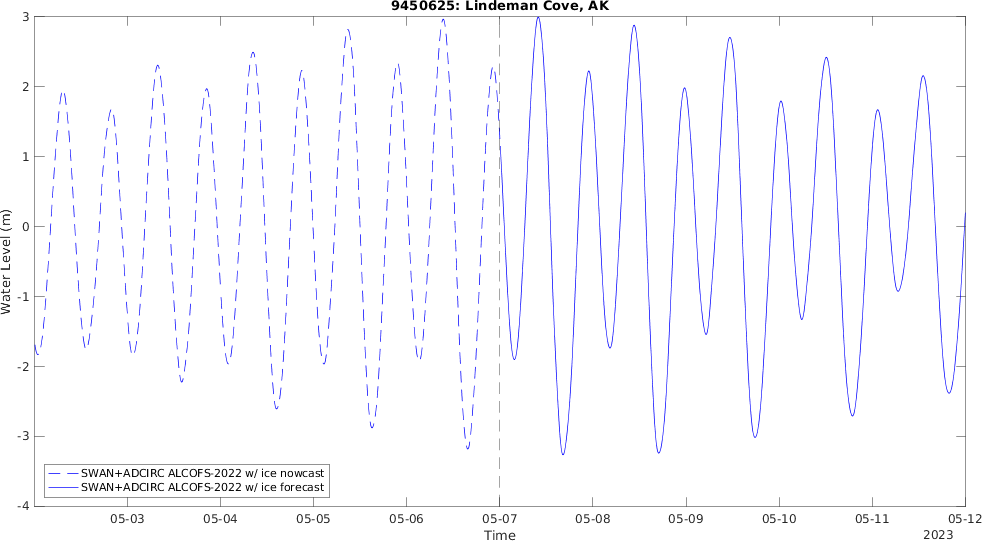 9450625: Lindeman Cove, AK
3
2
1
0
-1
-2
-3
-4
Water Level (m)
SWAN+ADCIRC ALCOFS-2022 w/ ice nowcast
SWAN+ADCIRC ALCOFS-2022 w/ ice forecast
05-03 05-04 05-05 05-06 05-07 05-08 05-09 05-10 05-11 05-12
Time
2023